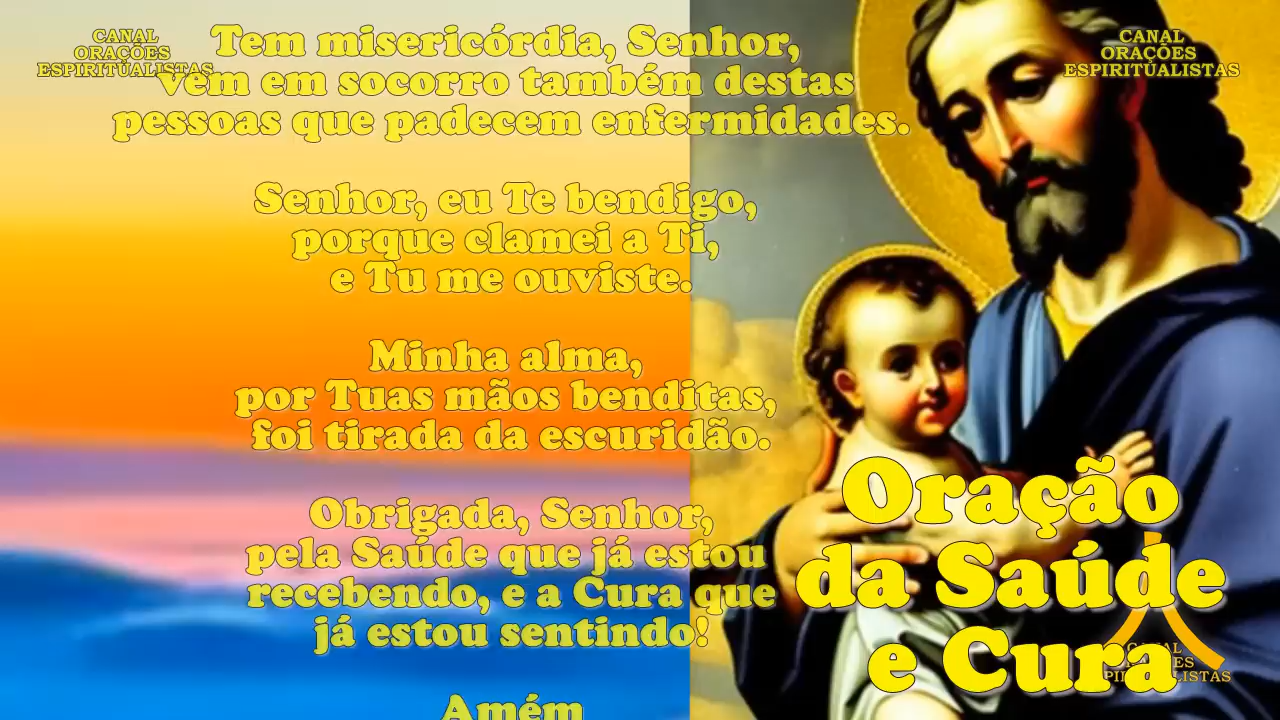 CANAL
ORAÇÕES
ESPIRITUALISTAS
Tem misericórdia, Senhor,
vem em socorro também destas
pessoas que padecem enfermidades.
Senhor, eu Te bendigo,
porque clamei a Ti,
e Tu me ouviste.
Minha alma,
por Tuas mãos benditas,
foi tirada da escuridão.
Obrigada, Senhor,
pela Saúde que já estou
recebendo, e a Cura que
já estou sentindo!
Amém
CANAL
ORAÇÕES
ESPIRITUALISTAS
Oração
da Saúde
e Cura